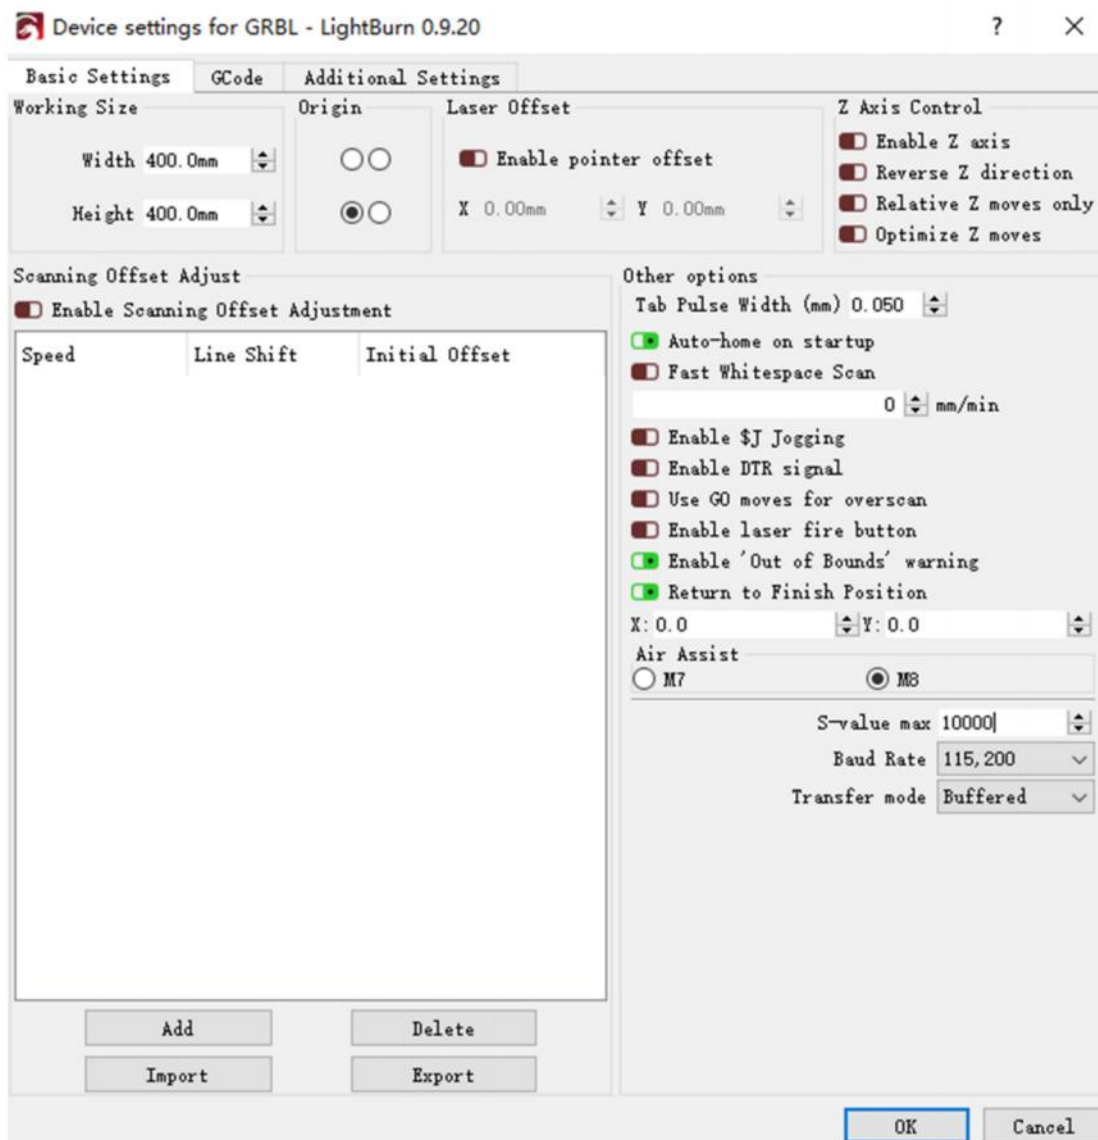 Device settings for GRBL - LightBurn 0.9.20
? ×
Basic Settings GCode Additional Settings
Working Size
Width 400.0mm
Height 400.0mm
Origin
Laser Offset
Enable pointer offset
X 0.00mm Y 0.00mm
Z Axis Control
Enable Z axis
Reverse Z direction
Relative Z moves only
Optimize Z moves
Scanning Offset Adjust
Enable Scanning Offset Adjustment
Speed Line Shift Initial Offset
Add Delete
Import Export
Other options
Tab Pulse Width (mm) 0.050
Auto-home on startup
Fast Whitespace Scan
0 mm/min
Enable $J Jogging
Enable DTR signal
Use G0 moves for overscan
Enable laser fire button
Enable 'Out of Bounds' warning
Return to Finish Position
X: 0.0 Y: 0.0
Air Assist
M7 M8
S-value max 10000
Baud Rate 115,200
Transfer mode Buffered
OK Cancel